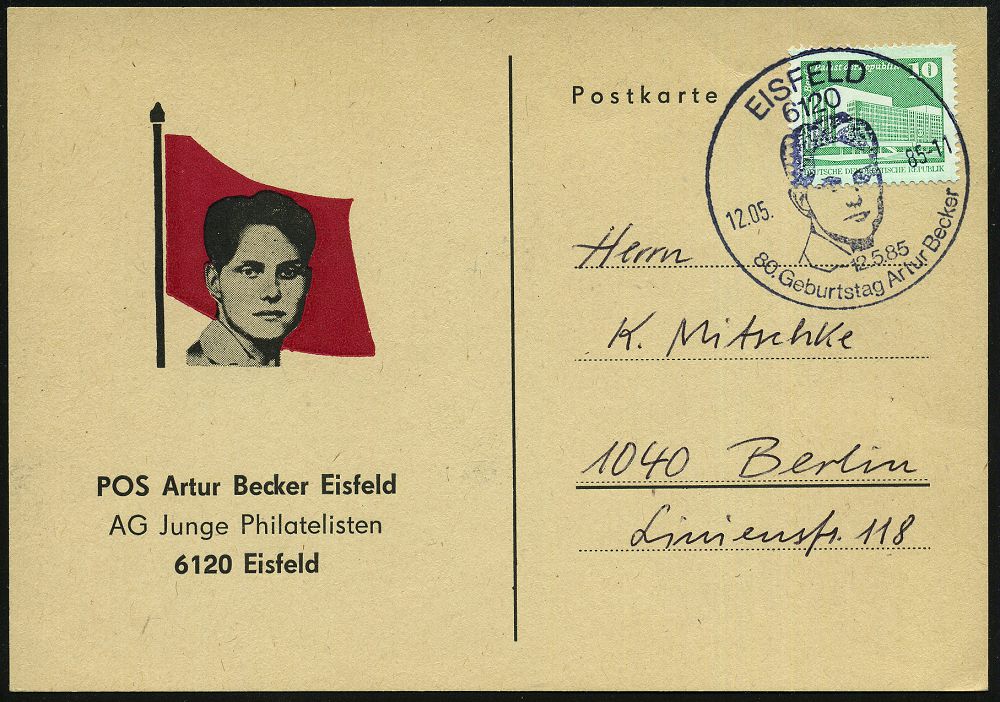 POS Artur Becker Eisfeld
AG Junge Philatelisten
6120 Eisfeld
Postkarte
10
DEUTSCHE DEMOKRATISCHE REPUBLIK
EISFELD
6120
12.05.
85-11
12.5.85
80. Geburtstag Artur Becker
Herrn
K. Mitschke
1040 Berlin
Linienstr. 118